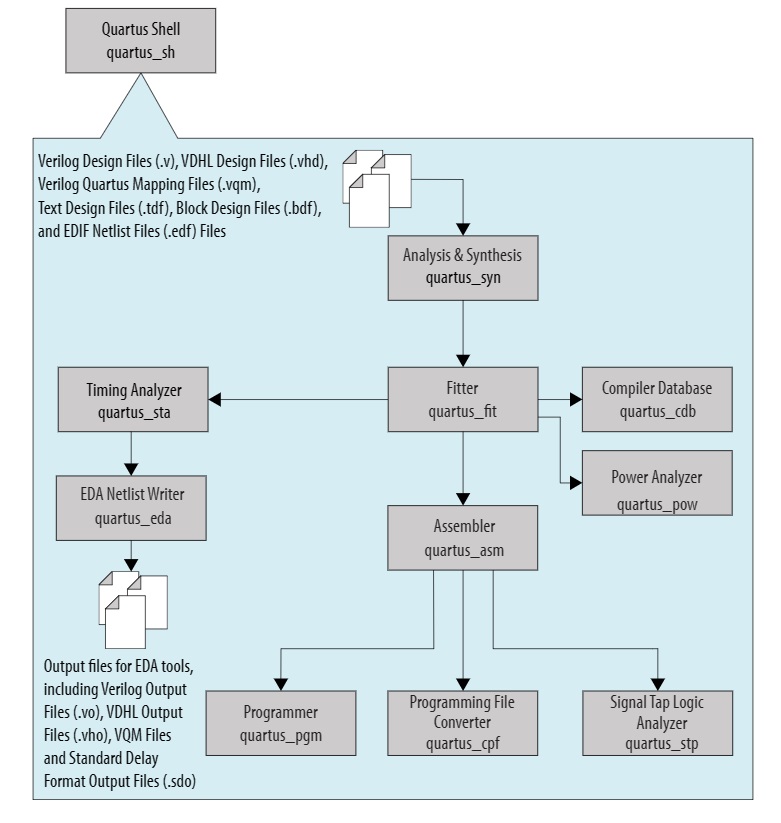 Quartus Shell
quartus_sh
Verilog Design Files (.v), VDHL Design Files (.vhd),
Verilog Quartus Mapping Files (.vqm),
Text Design Files (.tdf), Block Design Files (.bdf),
and EDIF Netlist Files (.edf) Files
Analysis & Synthesis
quartus_syn
Timing Analyzer
quartus_sta
Fitter
quartus_fit
Compiler Database
quartus_cdb
Power Analyzer
quartus_pow
EDA Netlist Writer
quartus_eda
Assembler
quartus_asm
Output files for EDA tools,
including Verilog Output
Files (.vo), VDHL Output
Files (.vho), VQM Files
and Standard Delay
Format Output Files (.sdo)
Programmer
quartus_pgm
Programming File
Converter
quartus_cpf
Signal Tap Logic
Analyzer
quartus_stp